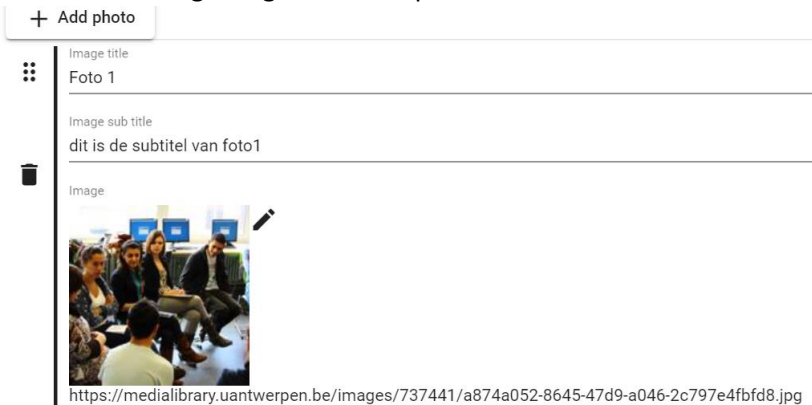 + Add photo
Image title
Foto 1
Image sub title
dit is de subtitel van foto1
Image
https://medialibrary.uantwerpen.be/images/737441/a874a052-8645-47d9-a046-2c797e4fbfd8.jpg